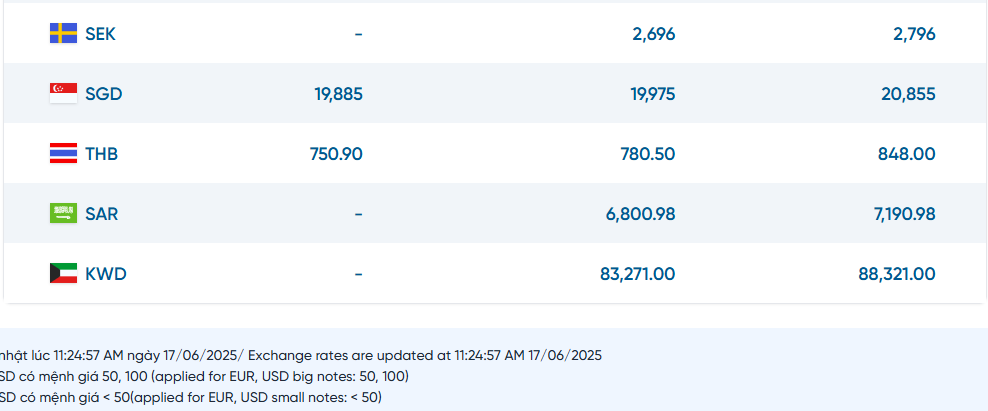 SEK - 2,696 2,796
SGD 19,885 19,975 20,855
THB 750.90 780.50 848.00
SAR - 6,800.98 7,190.98
KWD - 83,271.00 88,321.00
nhật lúc 11:24:57 AM ngày 17/06/2025/ Exchange rates are updated at 11:24:57 AM 17/06/2025
SD có mệnh giá 50, 100 (applied for EUR, USD big notes: 50, 100)
SD có mệnh giá < 50(applied for EUR, USD small notes: < 50)